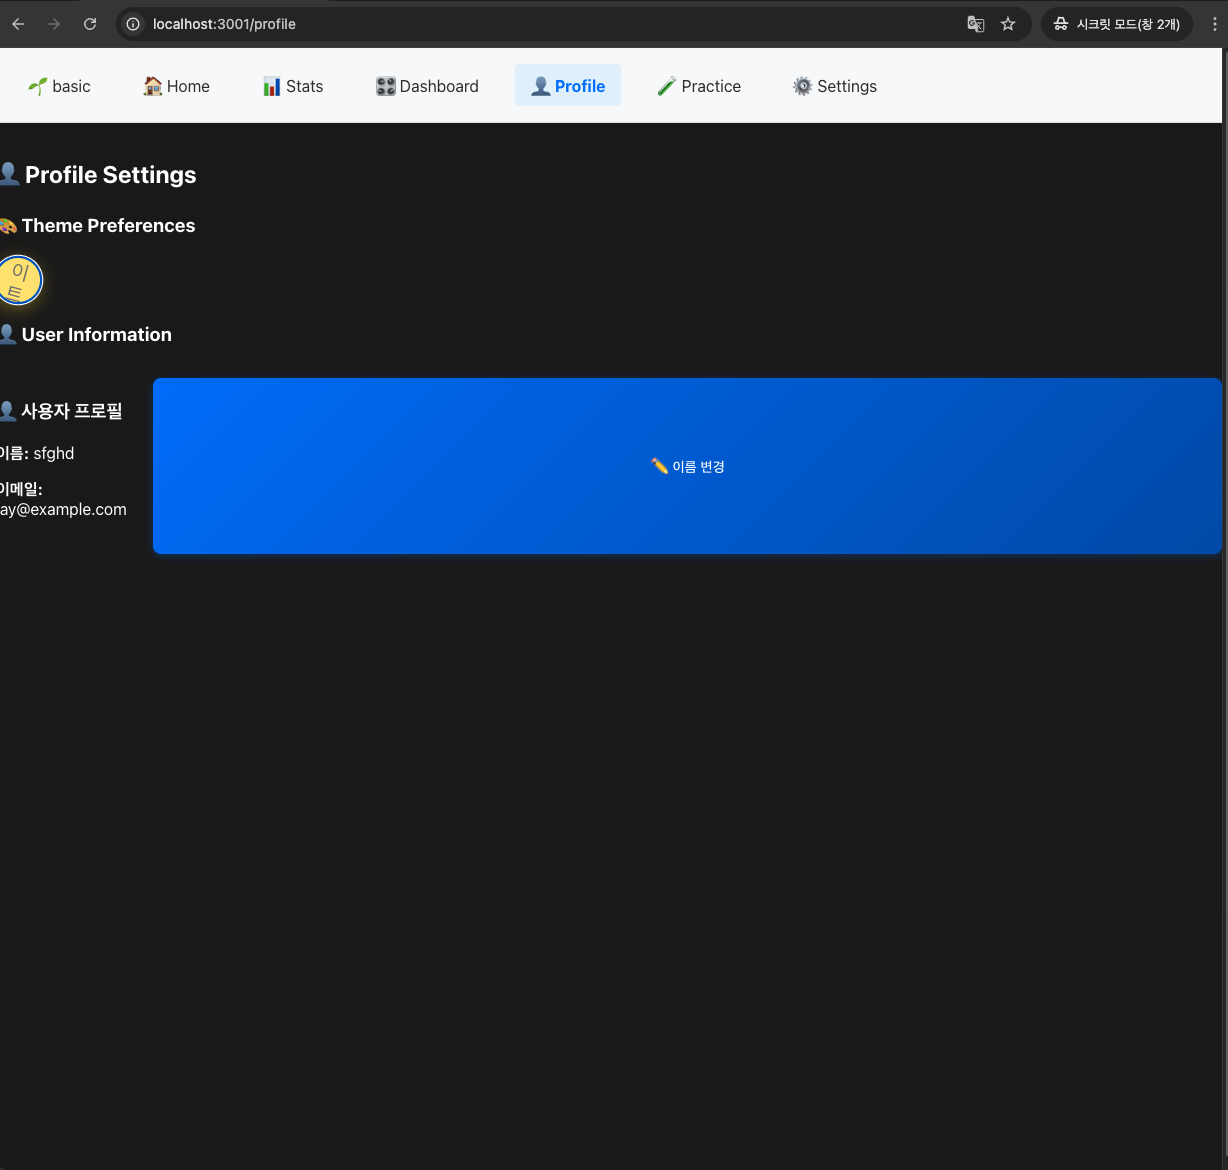 localhost:3001/profile
시크릿 모드(창 2개)
basic Home Stats Dashboard Profile Practice Settings
Profile Settings
Theme Preferences
이
트
User Information
사용자 프로필
이름: sfghd
이메일:
ay@example.com
이름 변경